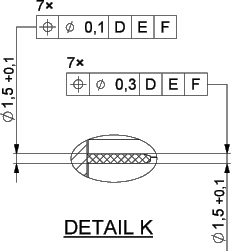 7×
⌖ ⌀ 0,1 D E F
7×
⌖ ⌀ 0,3 D E F
⌀1,5 +0,1
⌀1,5 +0,1
DETAIL K